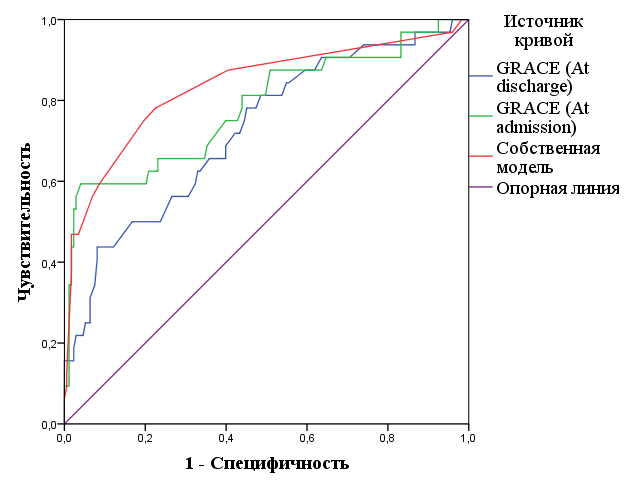 Источник
кривой
GRACE (At
discharge)
GRACE (At
admission)
Собственная
модель
Опорная линия
Чувствительность
1,0
0,8
0,6
0,4
0,2
0,0
0,0 0,2 0,4 0,6 0,8 1,0
1 - Специфичность